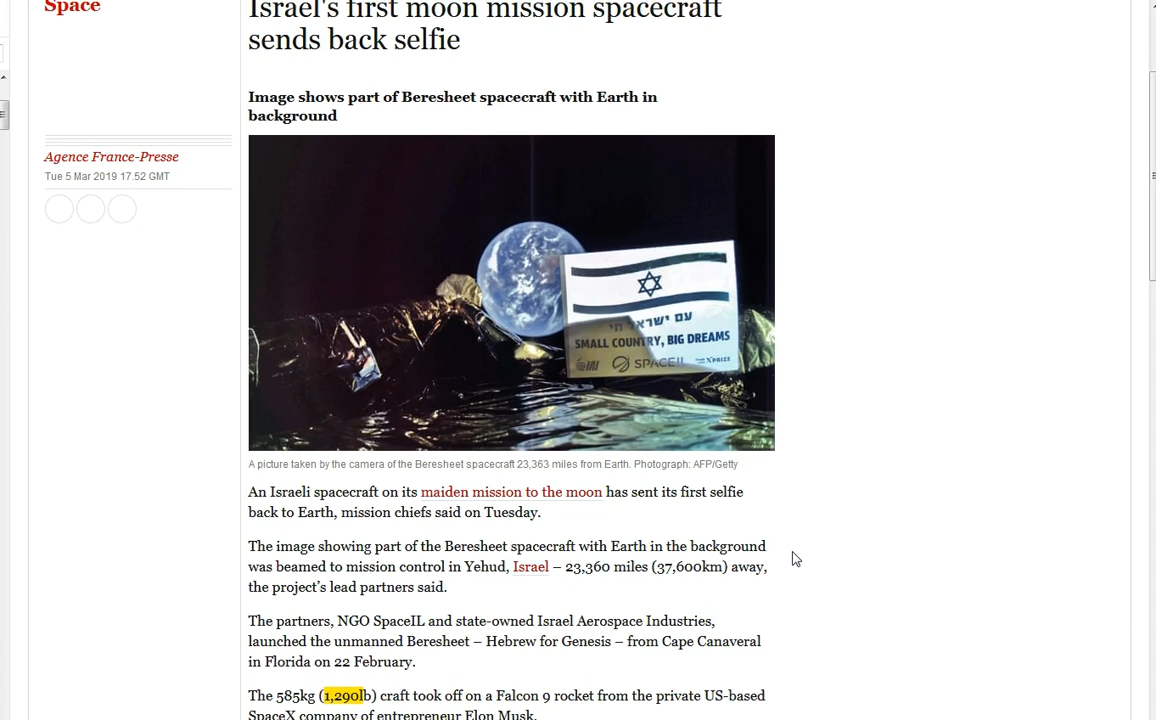 Space
Israel's first moon mission spacecraft
sends back selfie
Image shows part of Beresheet spacecraft with Earth in
background
Agence France-Presse
Tue 5 Mar 2019 17.52 GMT
עם ישראל חי
SMALL COUNTRY, BIG DREAMS
IAI SPACEIL XPRIZE
A picture taken by the camera of the Beresheet spacecraft 23,363 miles from Earth. Photograph: AFP/Getty
An Israeli spacecraft on its maiden mission to the moon has sent its first selfie
back to Earth, mission chiefs said on Tuesday.
The image showing part of the Beresheet spacecraft with Earth in the background
was beamed to mission control in Yehud, Israel – 23,360 miles (37,600km) away,
the project's lead partners said.
The partners, NGO SpaceIL and state-owned Israel Aerospace Industries,
launched the unmanned Beresheet – Hebrew for Genesis – from Cape Canaveral
in Florida on 22 February.
The 585kg (1,290lb) craft took off on a Falcon 9 rocket from the private US-based
SpaceX company of entrepreneur Elon Musk.